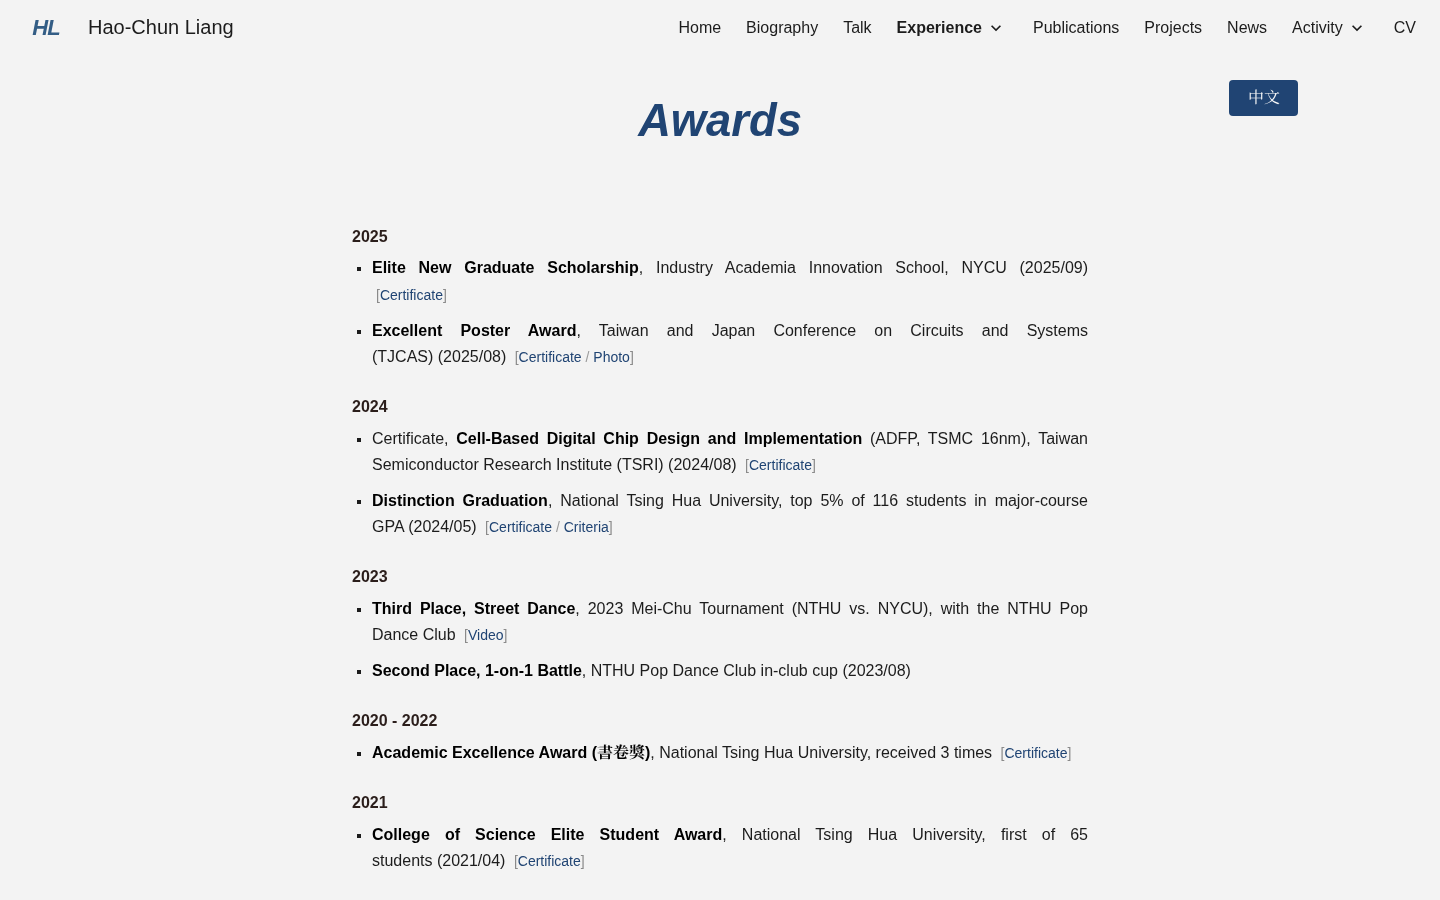 HL Hao-Chun Liang Home Biography Talk Experience Publications Projects News Activity CV
中文
Awards
2025
Elite New Graduate Scholarship, Industry Academia Innovation School, NYCU (2025/09)
[Certificate]
Excellent Poster Award, Taiwan and Japan Conference on Circuits and Systems
(TJCAS) (2025/08) [Certificate / Photo]
2024
Certificate, Cell-Based Digital Chip Design and Implementation (ADFP, TSMC 16nm), Taiwan
Semiconductor Research Institute (TSRI) (2024/08) [Certificate]
Distinction Graduation, National Tsing Hua University, top 5% of 116 students in major-course
GPA (2024/05) [Certificate / Criteria]
2023
Third Place, Street Dance, 2023 Mei-Chu Tournament (NTHU vs. NYCU), with the NTHU Pop
Dance Club [Video]
Second Place, 1-on-1 Battle, NTHU Pop Dance Club in-club cup (2023/08)
2020 - 2022
Academic Excellence Award (書卷獎), National Tsing Hua University, received 3 times [Certificate]
2021
College of Science Elite Student Award, National Tsing Hua University, first of 65
students (2021/04) [Certificate]